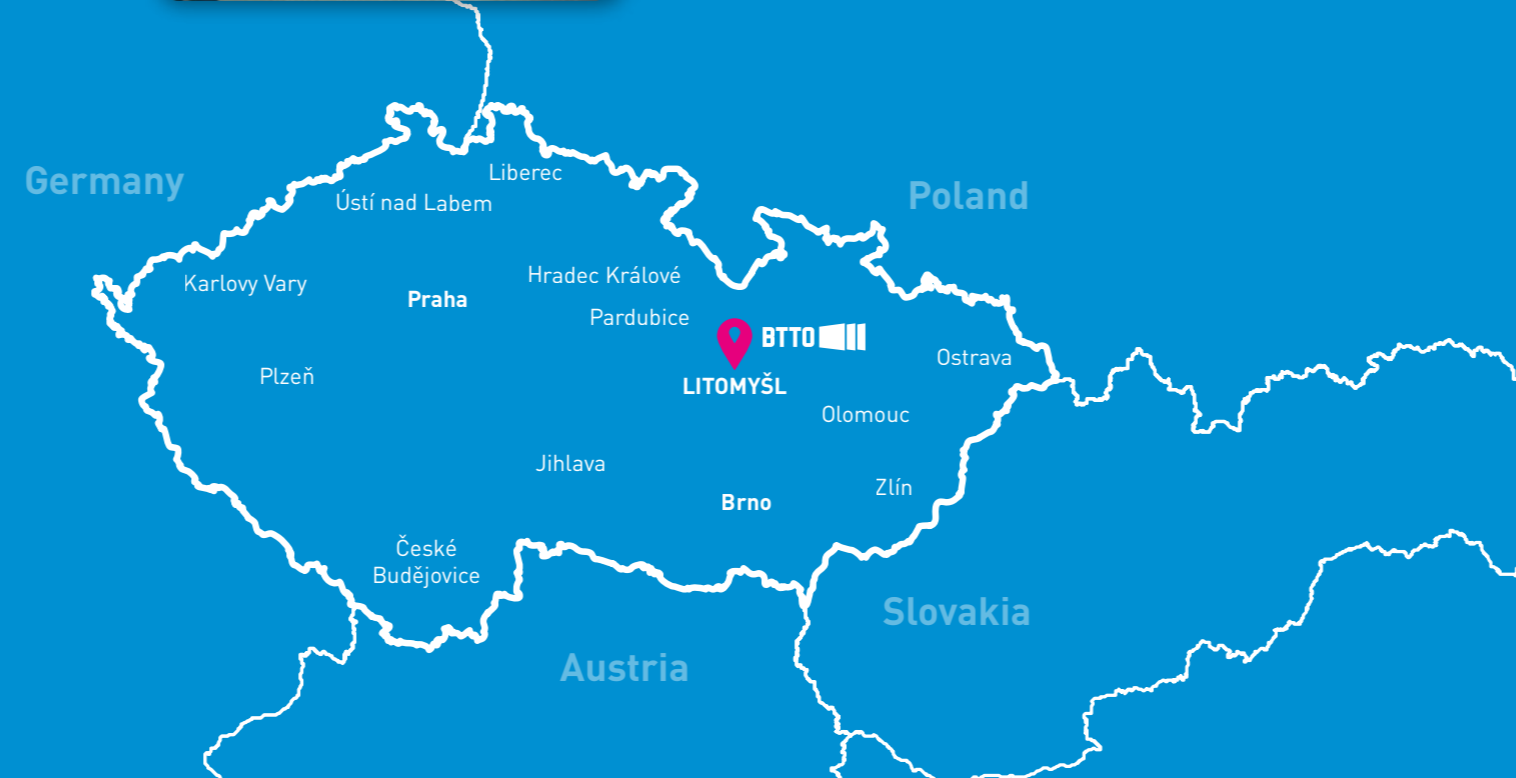 Liberec
Germany
Poland
Ústí nad Labem
Hradec Králové
Karlovy Vary
Praha
Pardubice
BTTO
Ostrava
Plzeň
LITOMYŠL
Olomouc
Jihlava
Zlín
Brno
České
Budějovice
Slovakia
Austria